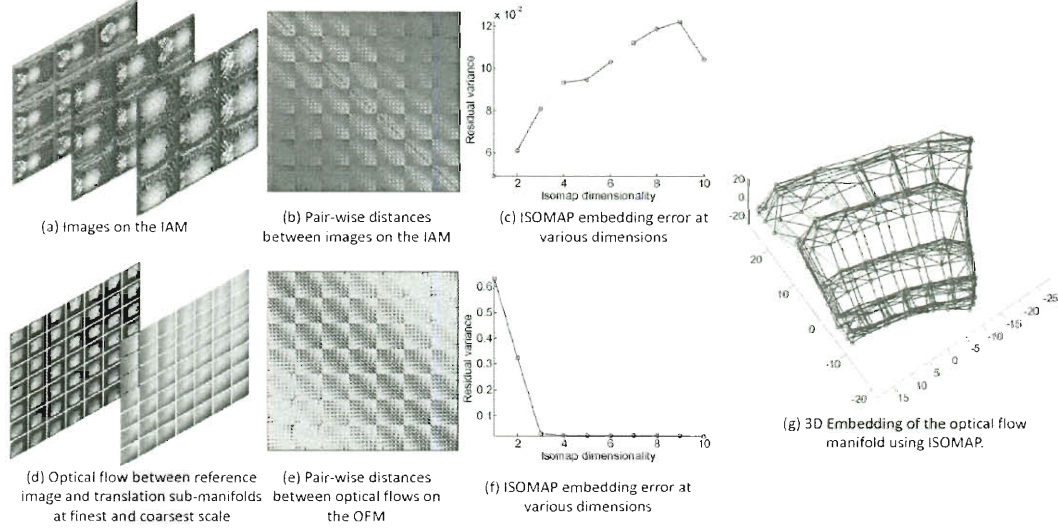 (a) Images on the IAM
(b) Pair-wise distances
between images on the IAM
x 10⁻²
12
10
8
6
Residual variance
2
4
6
8
10
Isomap dimensionality
(c) ISOMAP embedding error at
various dimensions
(d) Optical flow between reference
image and translation sub-manifolds
at finest and coarsest scale
(e) Pair-wise distances
between optical flows on
the OFM
0.6
0.5
0.4
0.3
0.2
0.1
Residual variance
2
4
6
8
10
Isomap dimensionality
(f) ISOMAP embedding error at
various dimensions
20
0
-20
20
10
0
-10
-20
15
10
5
0
-5
-10
-15
-20
-25
(g) 3D Embedding of the optical flow
manifold using ISOMAP.